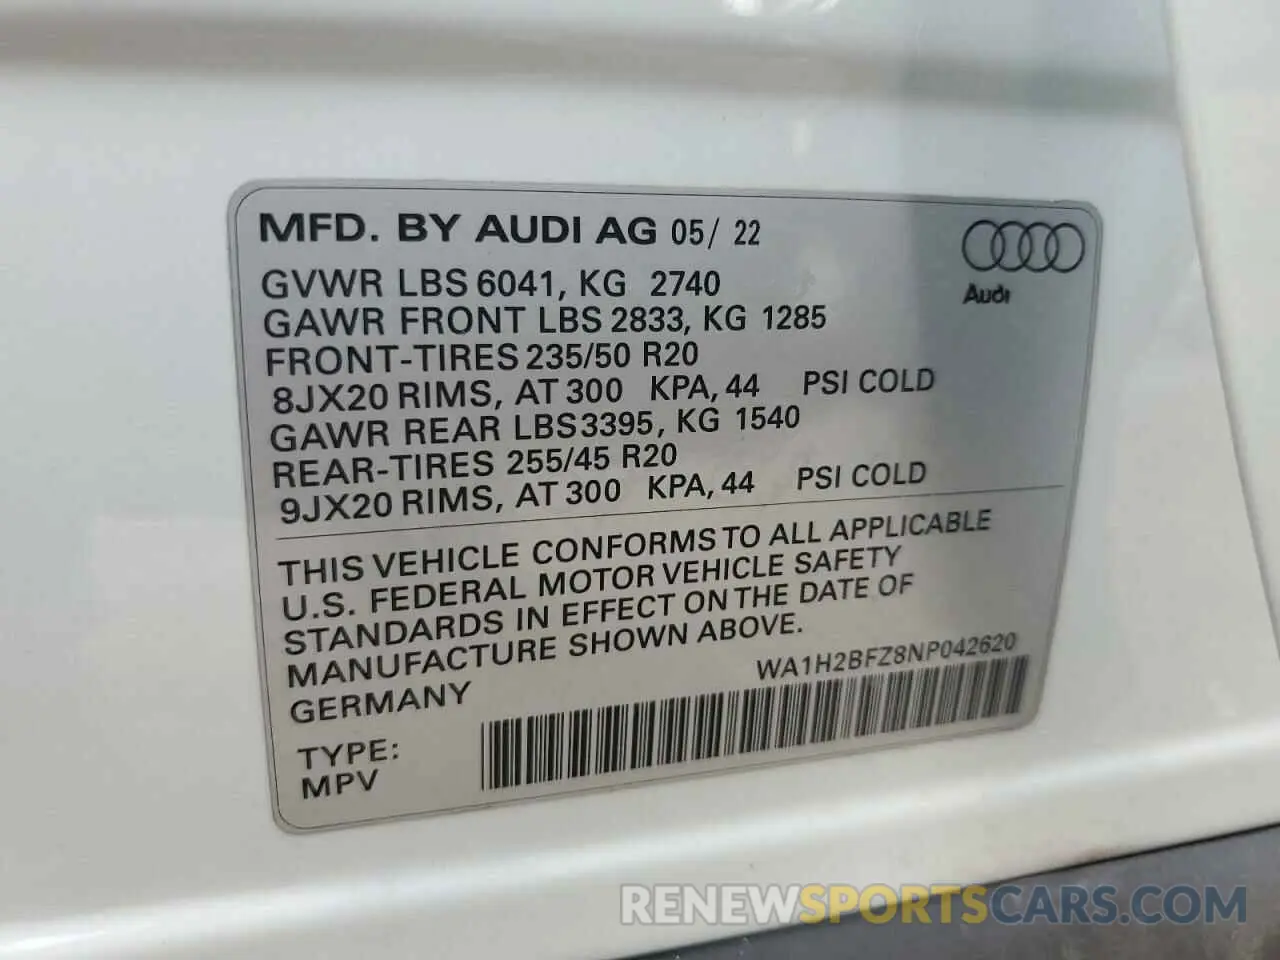 MFD. BY AUDI AG 05/ 22
Audi
GVWR LBS 6041, KG 2740
GAWR FRONT LBS 2833, KG 1285
FRONT-TIRES 235/50 R20
8JX20 RIMS, AT 300 KPA, 44 PSI COLD
GAWR REAR LBS3395, KG 1540
REAR-TIRES 255/45 R20
9JX20 RIMS, AT 300 KPA, 44 PSI COLD
THIS VEHICLE CONFORMS TO ALL APPLICABLE
U.S. FEDERAL MOTOR VEHICLE SAFETY
STANDARDS IN EFFECT ON THE DATE OF
MANUFACTURE SHOWN ABOVE.
WA1H2BFZ8NP042620
GERMANY
TYPE:
MPV
RENEWSPORTSCARS.COM